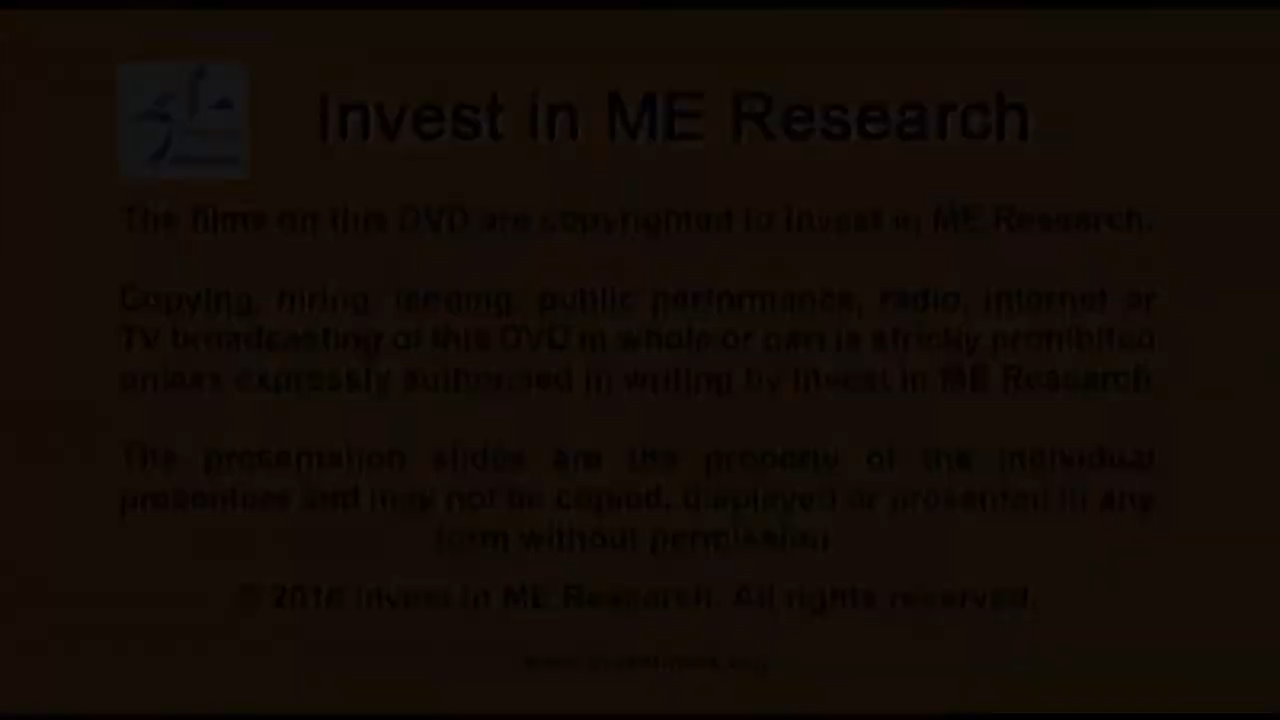 Invest in ME Research
The films on this DVD are copyrighted to Invest in ME Research.
Copying, hiring, lending, public performance, radio, internet or
TV broadcasting of this DVD in whole or part is strictly prohibited
unless expressly authorised in writing by Invest in ME Research
The presentation slides are the property of the individual
presenters and may not be copied, displayed or presented in any
form without permission
Invest in ME Research. All rights reserved.